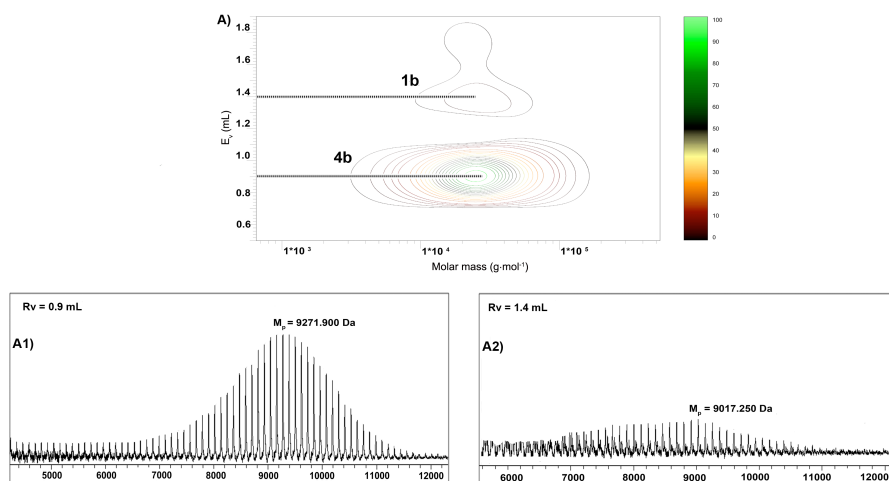 A)
1.8
1.6
1.4
1.2
1.0
0.8
0.6
Eᵥ (mL)
1b
4b
1*10 ³
1*10 ⁴
1*10 ⁵
Molar mass (g·mol⁻¹)
100
90
80
70
60
50
40
30
20
10
0
Rv = 0.9 mL
Mₚ = 9271.900 Da
A1)
5000 6000 7000 8000 9000 10000 11000 12000
Rv = 1.4 mL
Mₚ = 9017.250 Da
A2)
6000 7000 8000 9000 10000 11000 12000